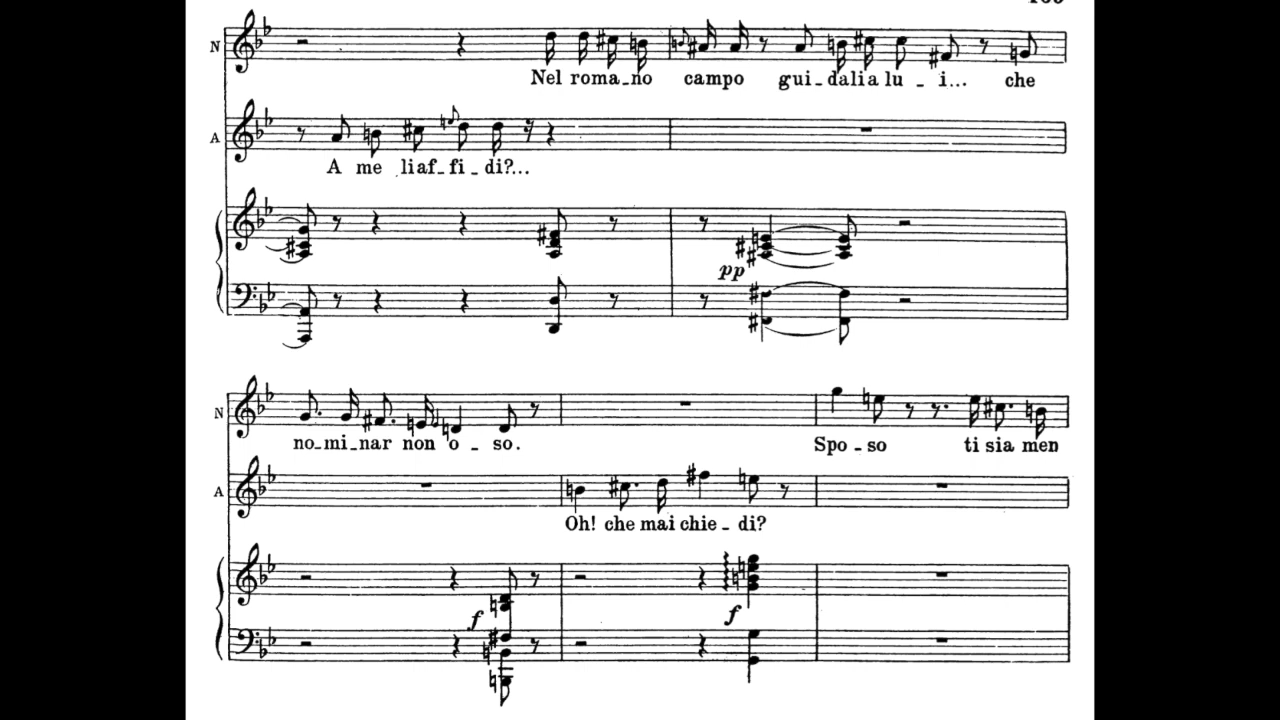 N
Nel roma_no campo gui_dalia lu_i... che
A
A me liaf_fi_di?...
pp
N
no_mi_nar non o_so. Spo_so ti sia men
A
Oh! che mai chie_di?
f f